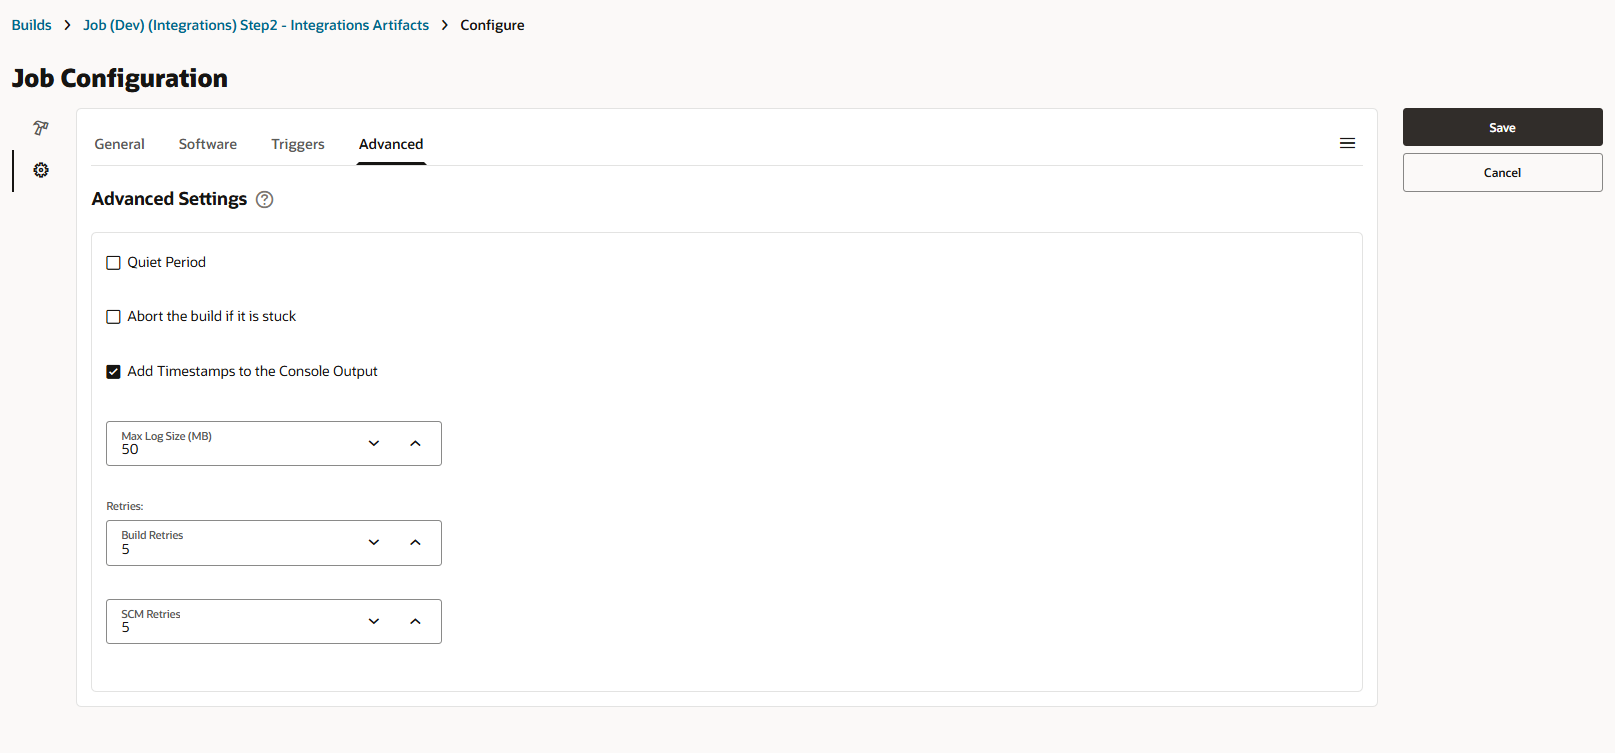 Builds > Job (Dev) (Integrations) Step2 - Integrations Artifacts > Configure
Job Configuration
General Software Triggers Advanced
Save
Cancel
Advanced Settings
Quiet Period
Abort the build if it is stuck
Add Timestamps to the Console Output
Max Log Size (MB)
50
Retries:
Build Retries
5
SCM Retries
5